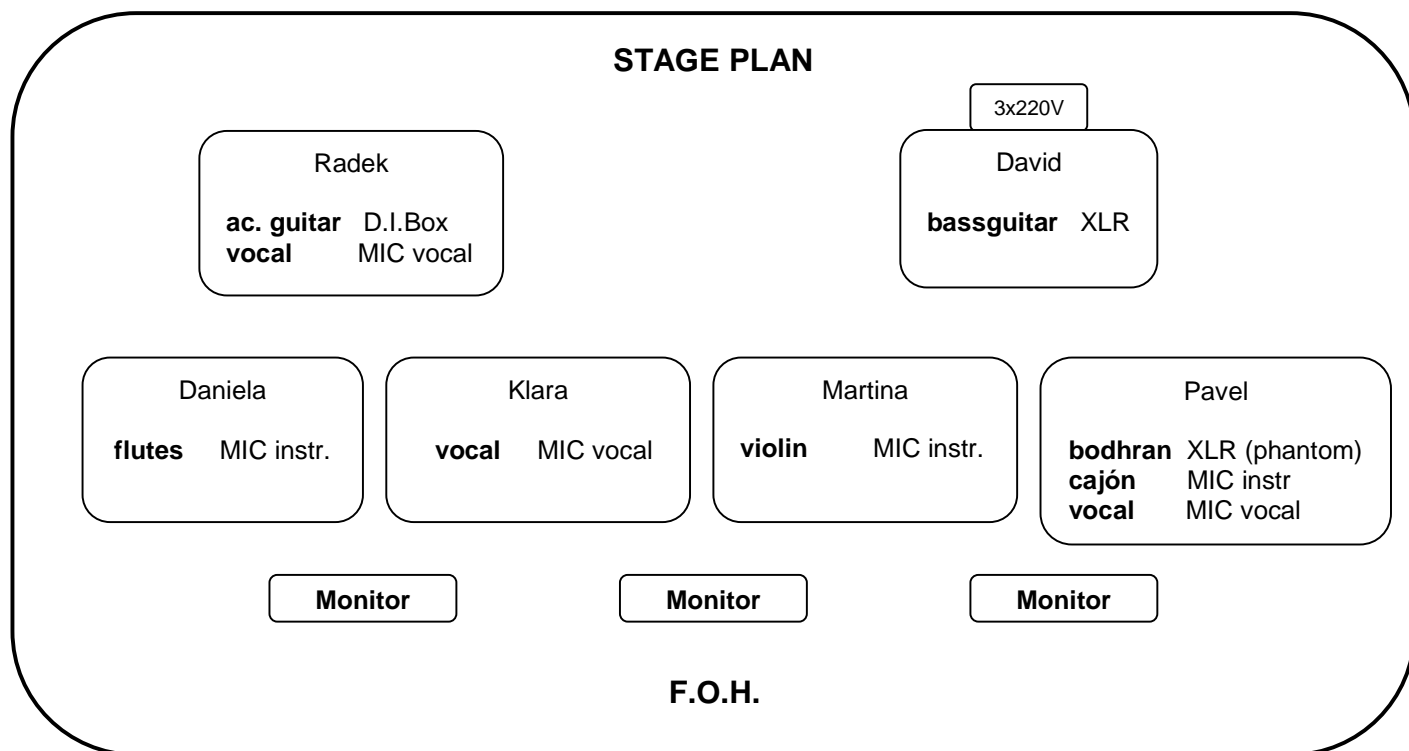 STAGE PLAN
3x220V
Radek
ac. guitar D.I.Box
vocal MIC vocal
David
bassguitar XLR
Daniela
flutes MIC instr.
Klara
vocal MIC vocal
Martina
violin MIC instr.
Pavel
bodhran XLR (phantom)
cajón MIC instr
vocal MIC vocal
Monitor
Monitor
Monitor
F.O.H.